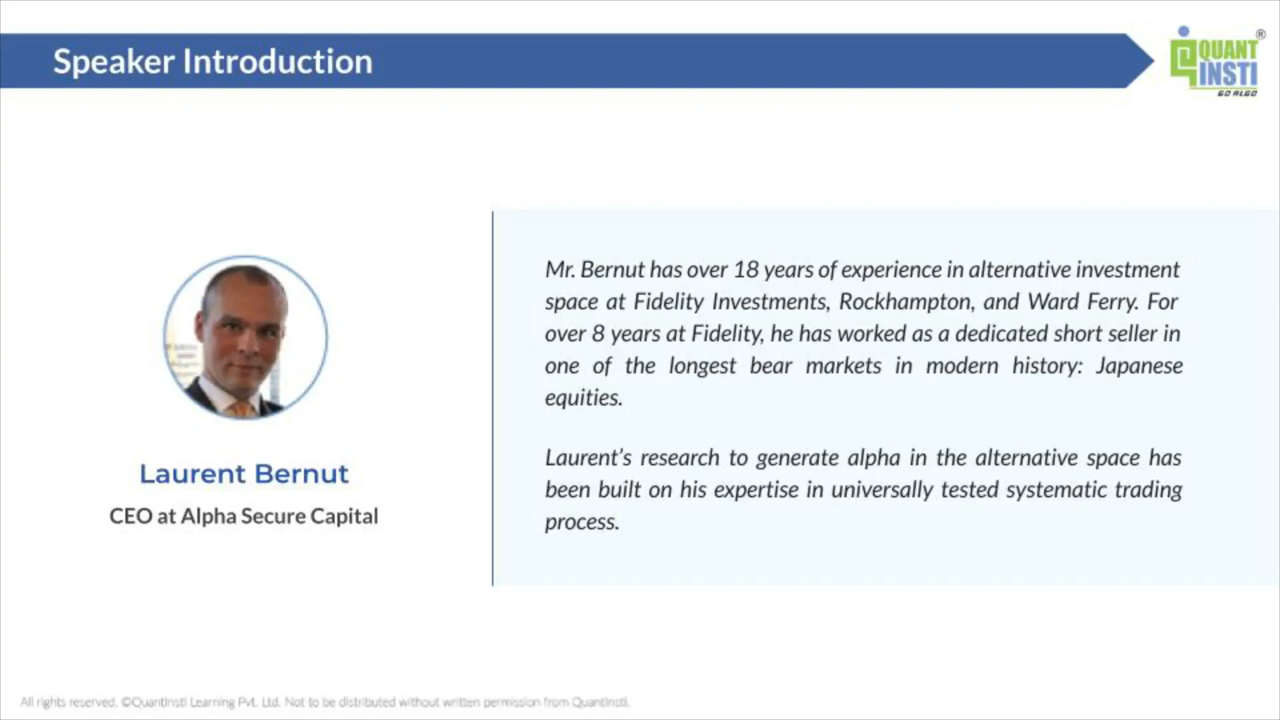 Speaker Introduction
QUANT
INSTI
GO ALGO
®
Mr. Bernut has over 18 years of experience in alternative investment
space at Fidelity Investments, Rockhampton, and Ward Ferry. For
over 8 years at Fidelity, he has worked as a dedicated short seller in
one of the longest bear markets in modern history: Japanese
equities.
Laurent’s research to generate alpha in the alternative space has
been built on his expertise in universally tested systematic trading
process.
Laurent Bernut
CEO at Alpha Secure Capital
All rights reserved. ©QuantInsti Learning Pvt. Ltd. Not to be distributed without written permission from QuantInsti.